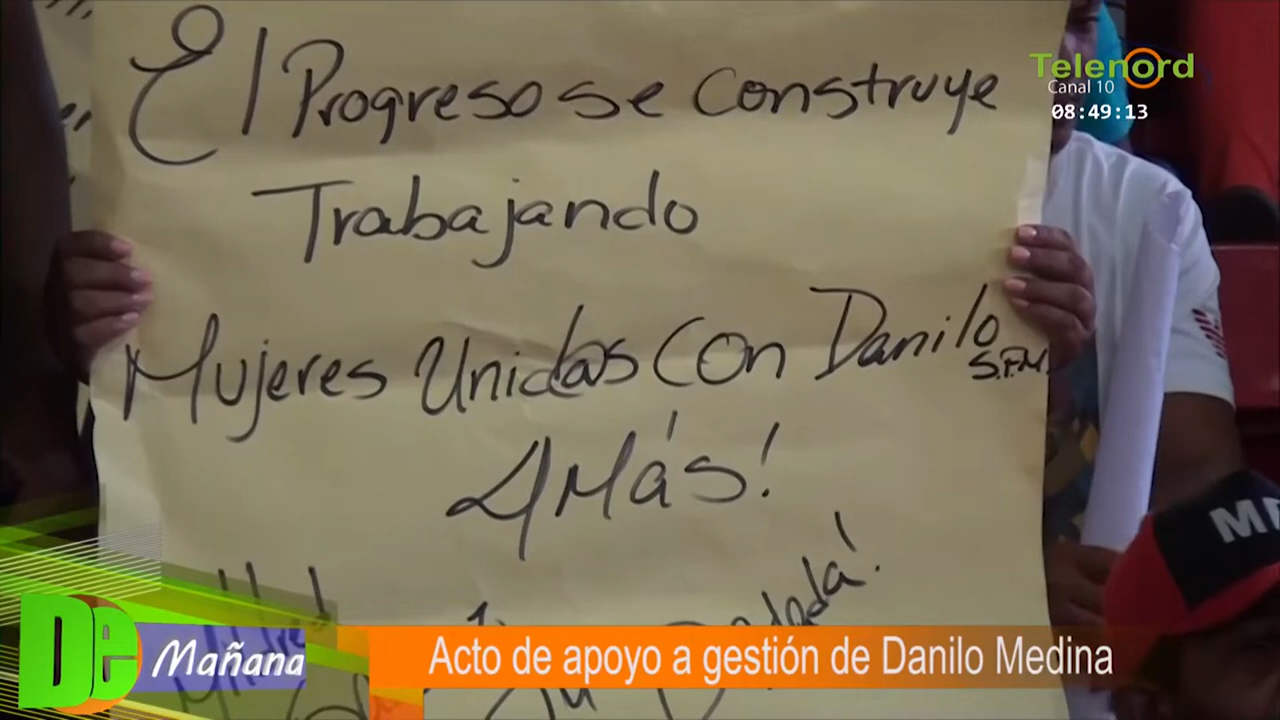 El Progreso se construye
Trabajando
Mujeres Unidas con Danilo
S.F.M.
4 Más!
Telenord
Canal 10
08:49:13
De Mañana
Acto de apoyo a gestión de Danilo Medina